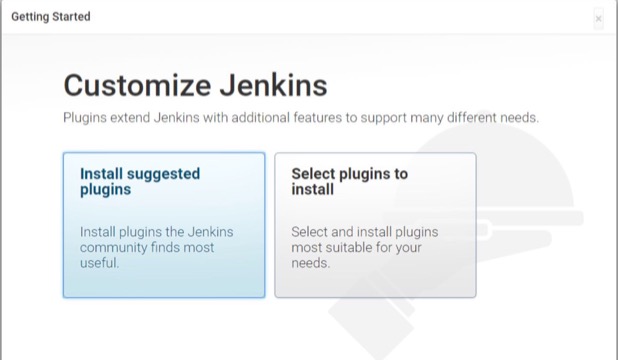 Getting Started
×
Customize Jenkins
Plugins extend Jenkins with additional features to support many different needs.
Install suggested
plugins
Install plugins the Jenkins
community finds most
useful.
Select plugins to
install
Select and install plugins
most suitable for your
needs.